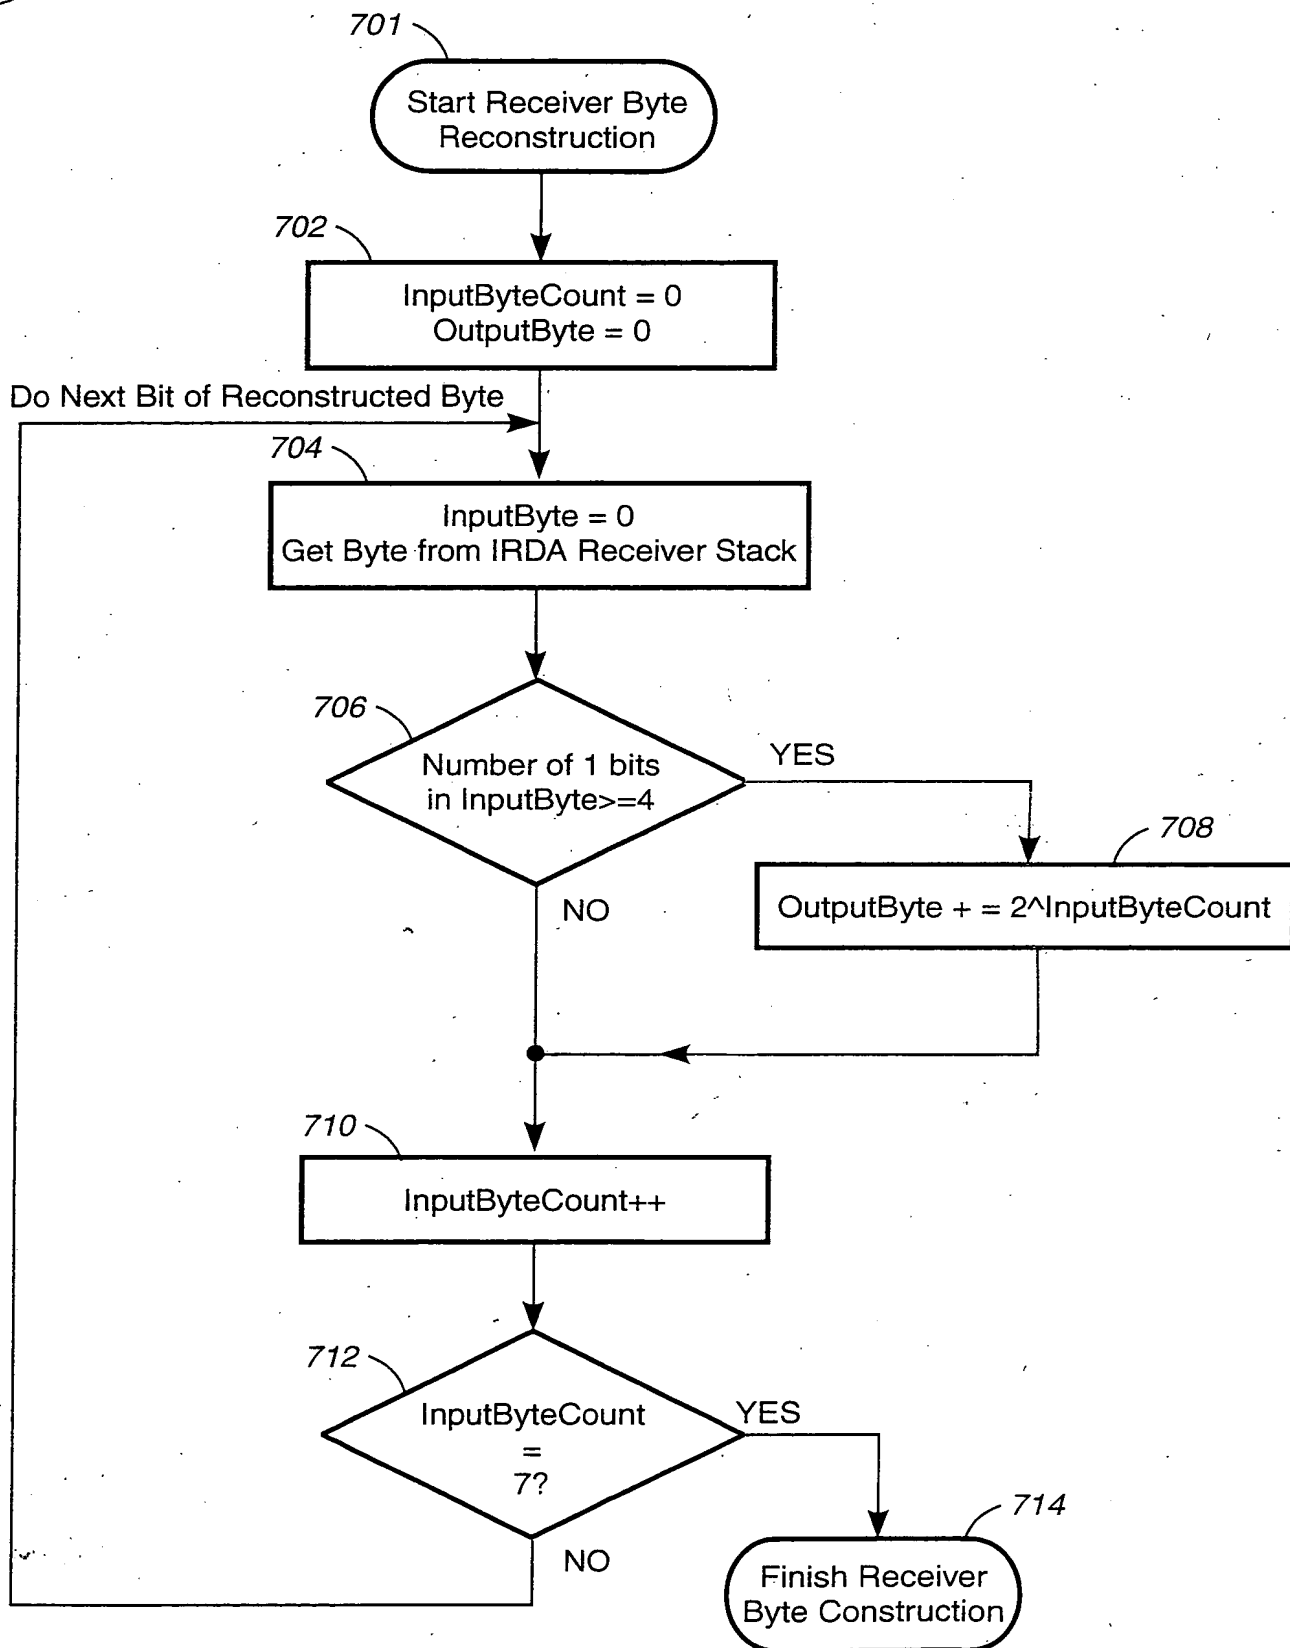 701
Start Receiver Byte
Reconstruction
702
InputByteCount = 0
OutputByte = 0
Do Next Bit of Reconstructed Byte
704
InputByte = 0
Get Byte from IRDA Receiver Stack
706
Number of 1 bits
in InputByte>=4
YES
708
OutputByte + = 2^InputByteCount
NO
710
InputByteCount++
712
InputByteCount
=
7?
YES
NO
714
Finish Receiver
Byte Construction